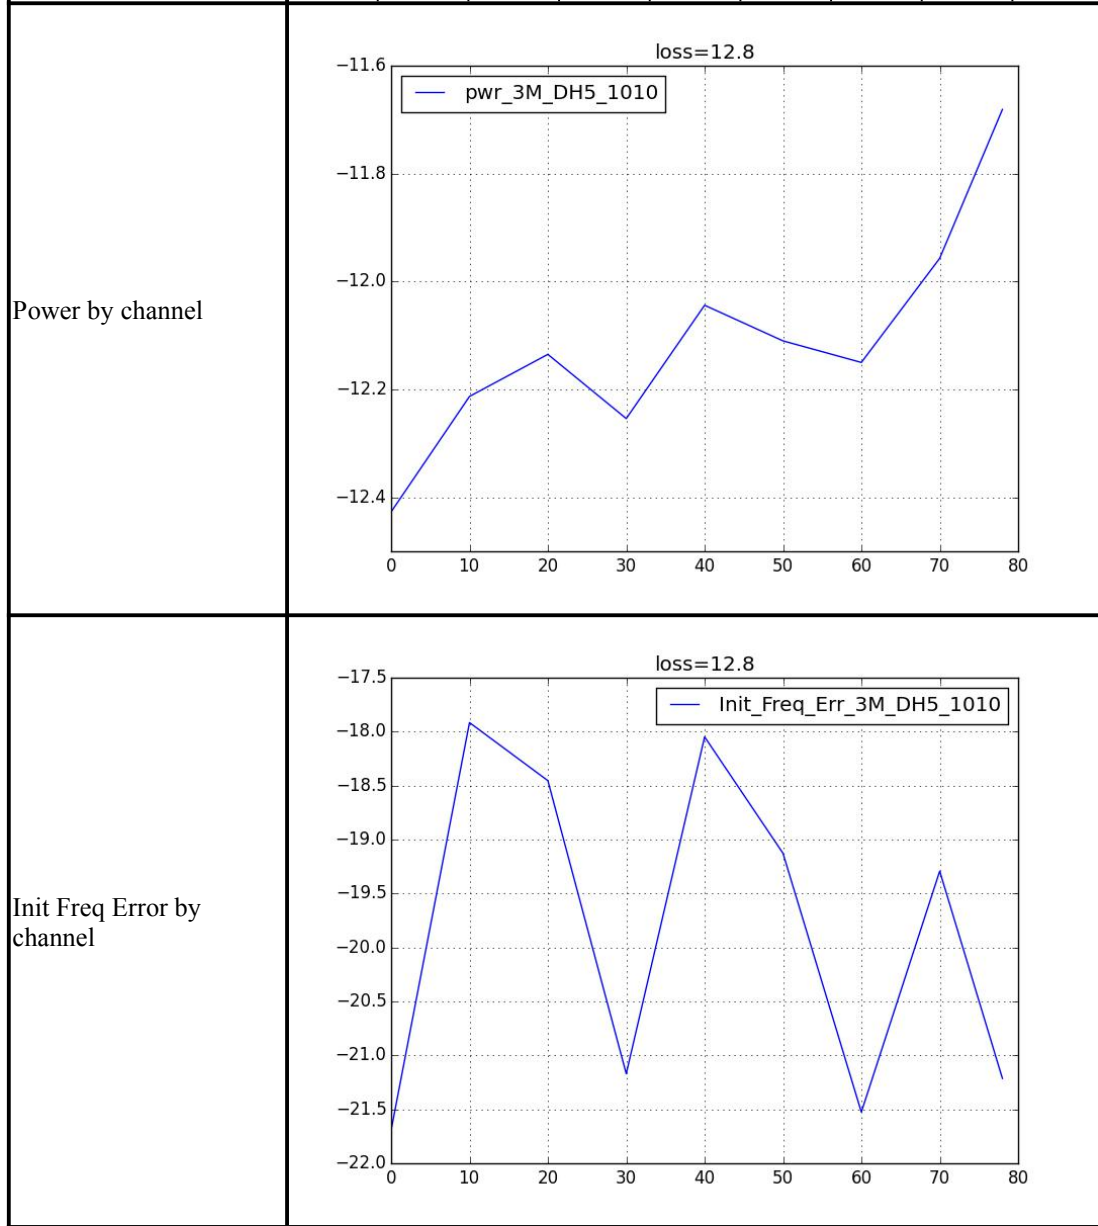 loss=12.8
−11.6
pwr_3M_DH5_1010
−11.8
−12.0
Power by channel
−12.2
−12.4
0 10 20 30 40 50 60 70 80
loss=12.8
−17.5
Init_Freq_Err_3M_DH5_1010
−18.0
−18.5
−19.0
−19.5
Init Freq Error by
channel
−20.0
−20.5
−21.0
−21.5
−22.0
0 10 20 30 40 50 60 70 80